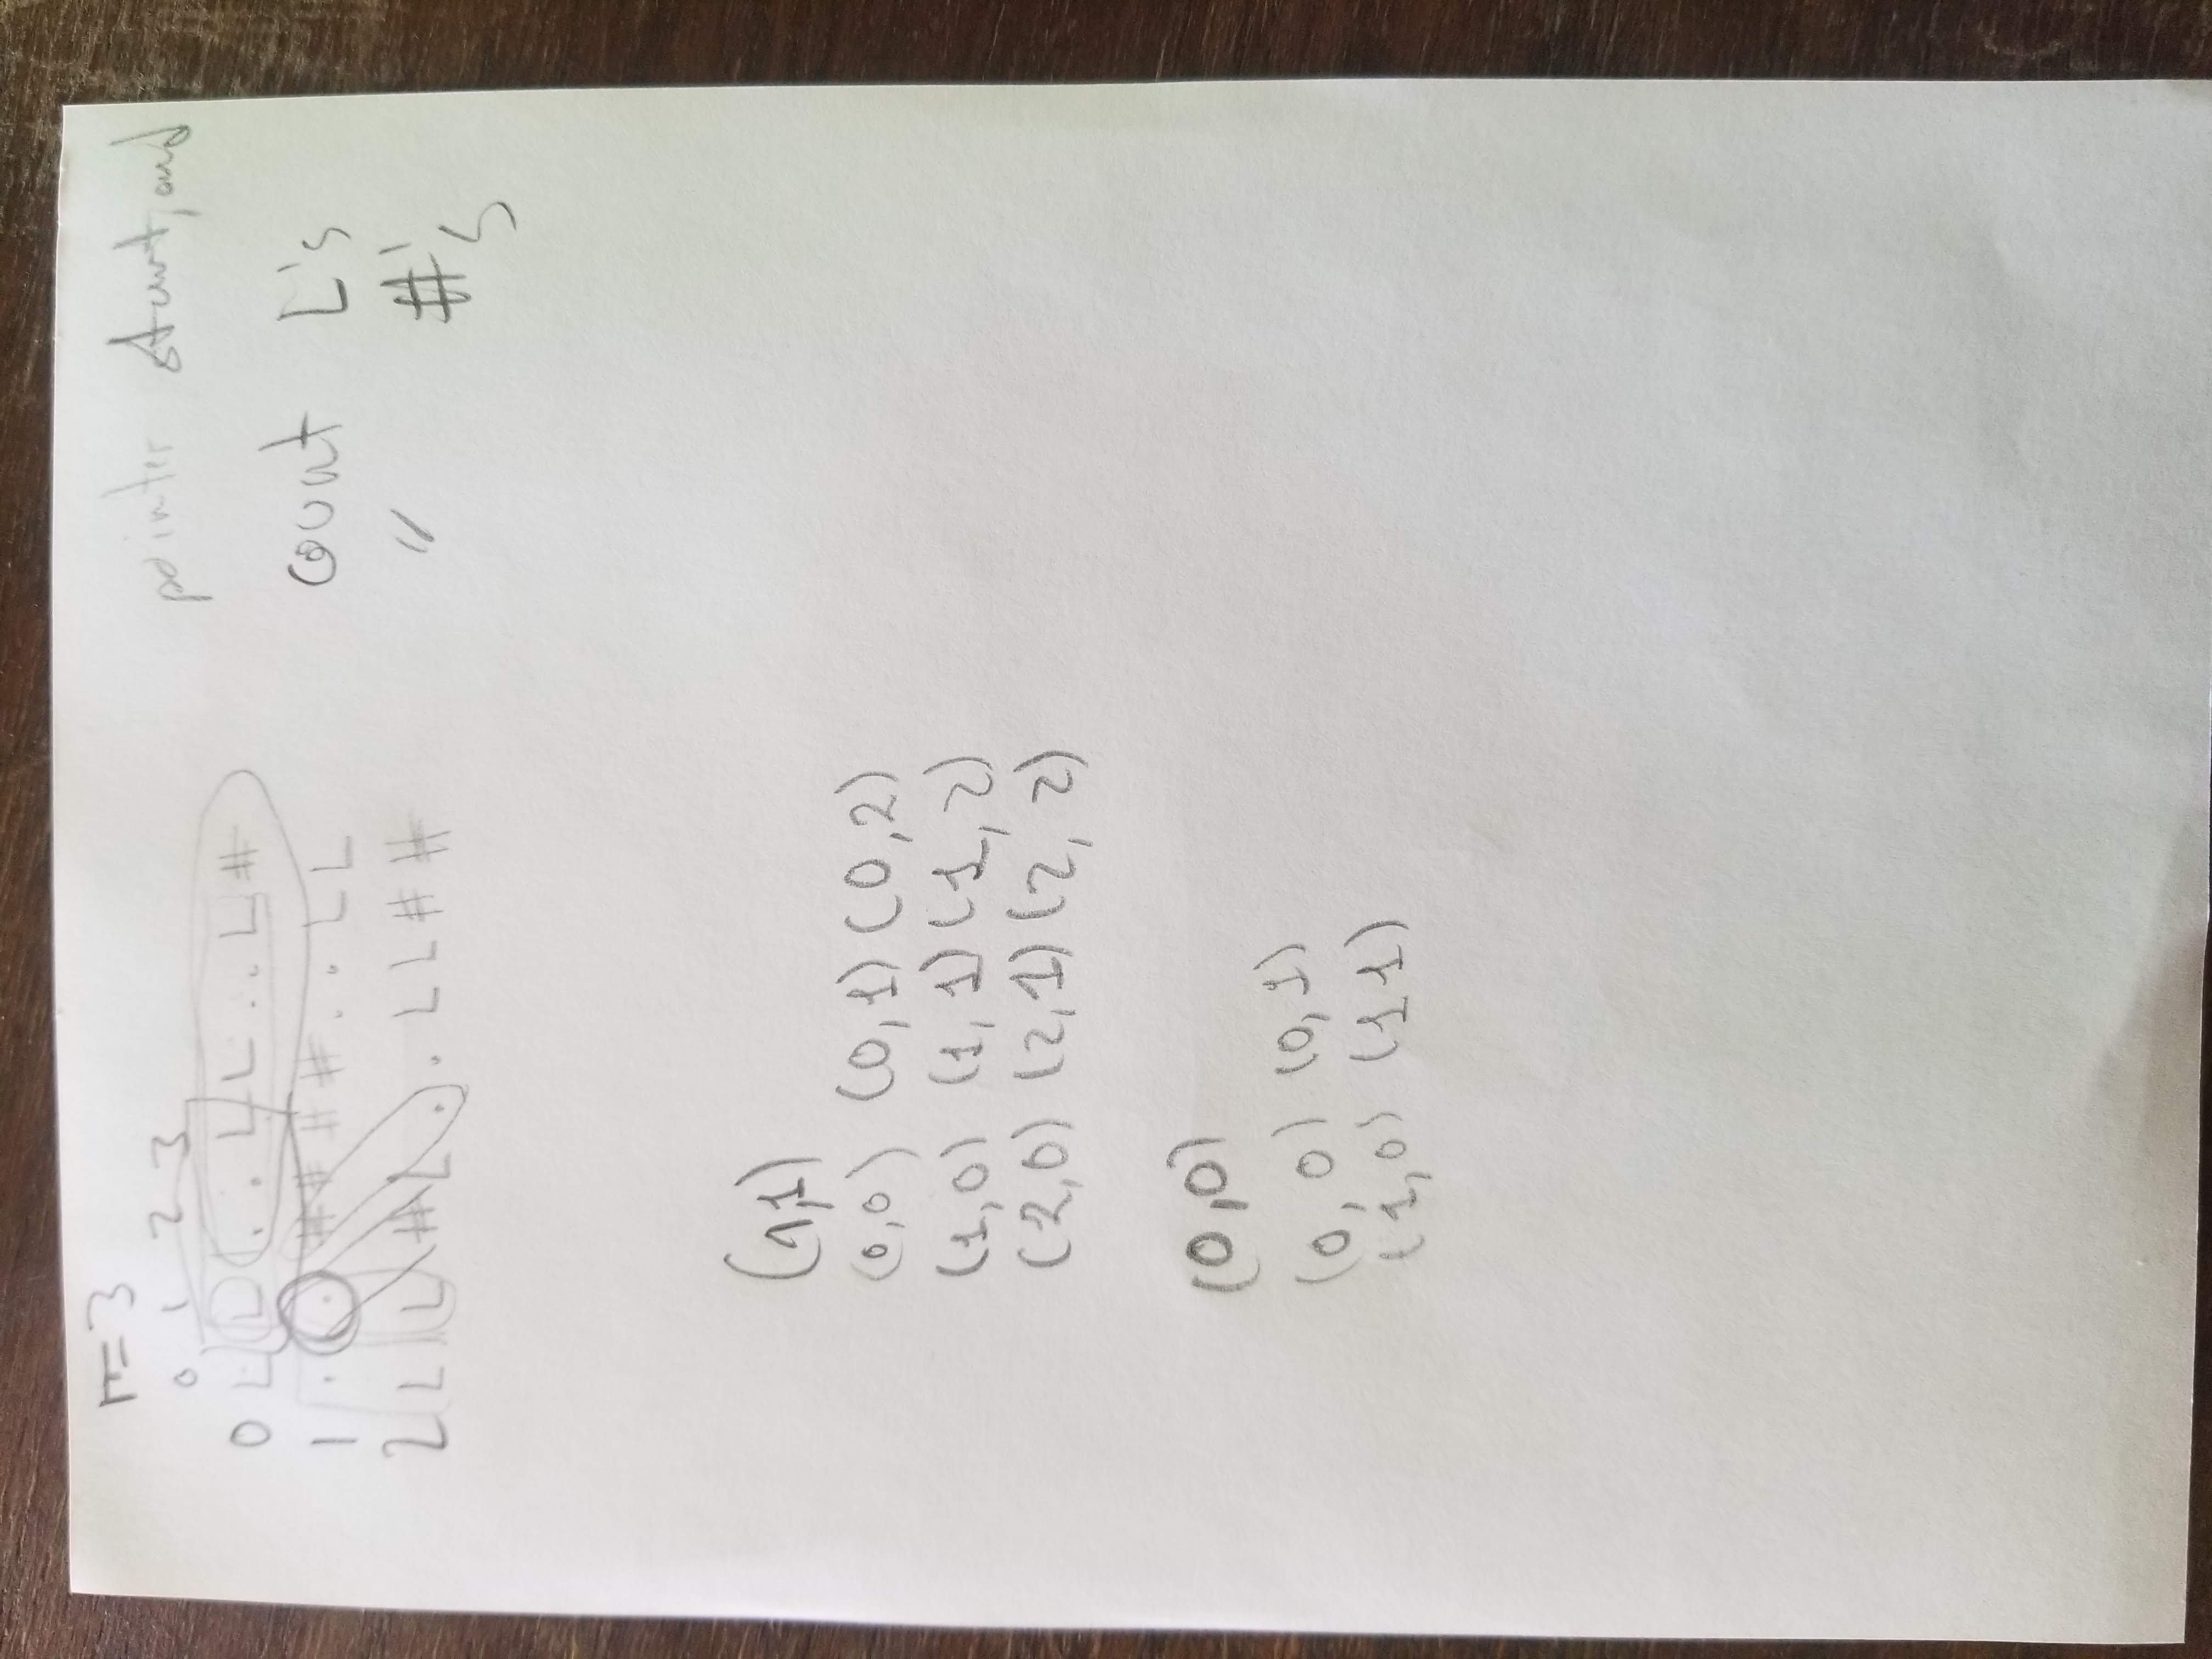 r=3
0 1 2 3
0 L L . . L L . . L #
1 . . # # # # . . L L
2 L L # L . . L L # #
pointer start, end
count L's
" #'s
(1,1)
(0,0) (0,1) (0,2)
(1,0) (1,1) (1,2)
(2,0) (2,1) (2,2)
(0,0)
(0,0) (0,1)
(1,0) (1 1)